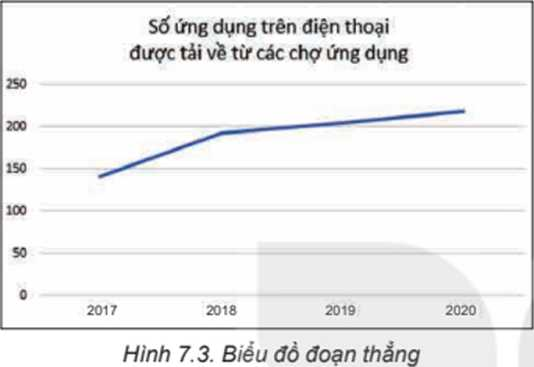 Số ứng dụng trên điện thoại
được tải về từ các chợ ứng dụng
250
200
150
100
50
0
2017 2018 2019 2020
Hình 7.3. Biểu đồ đoạn thẳng